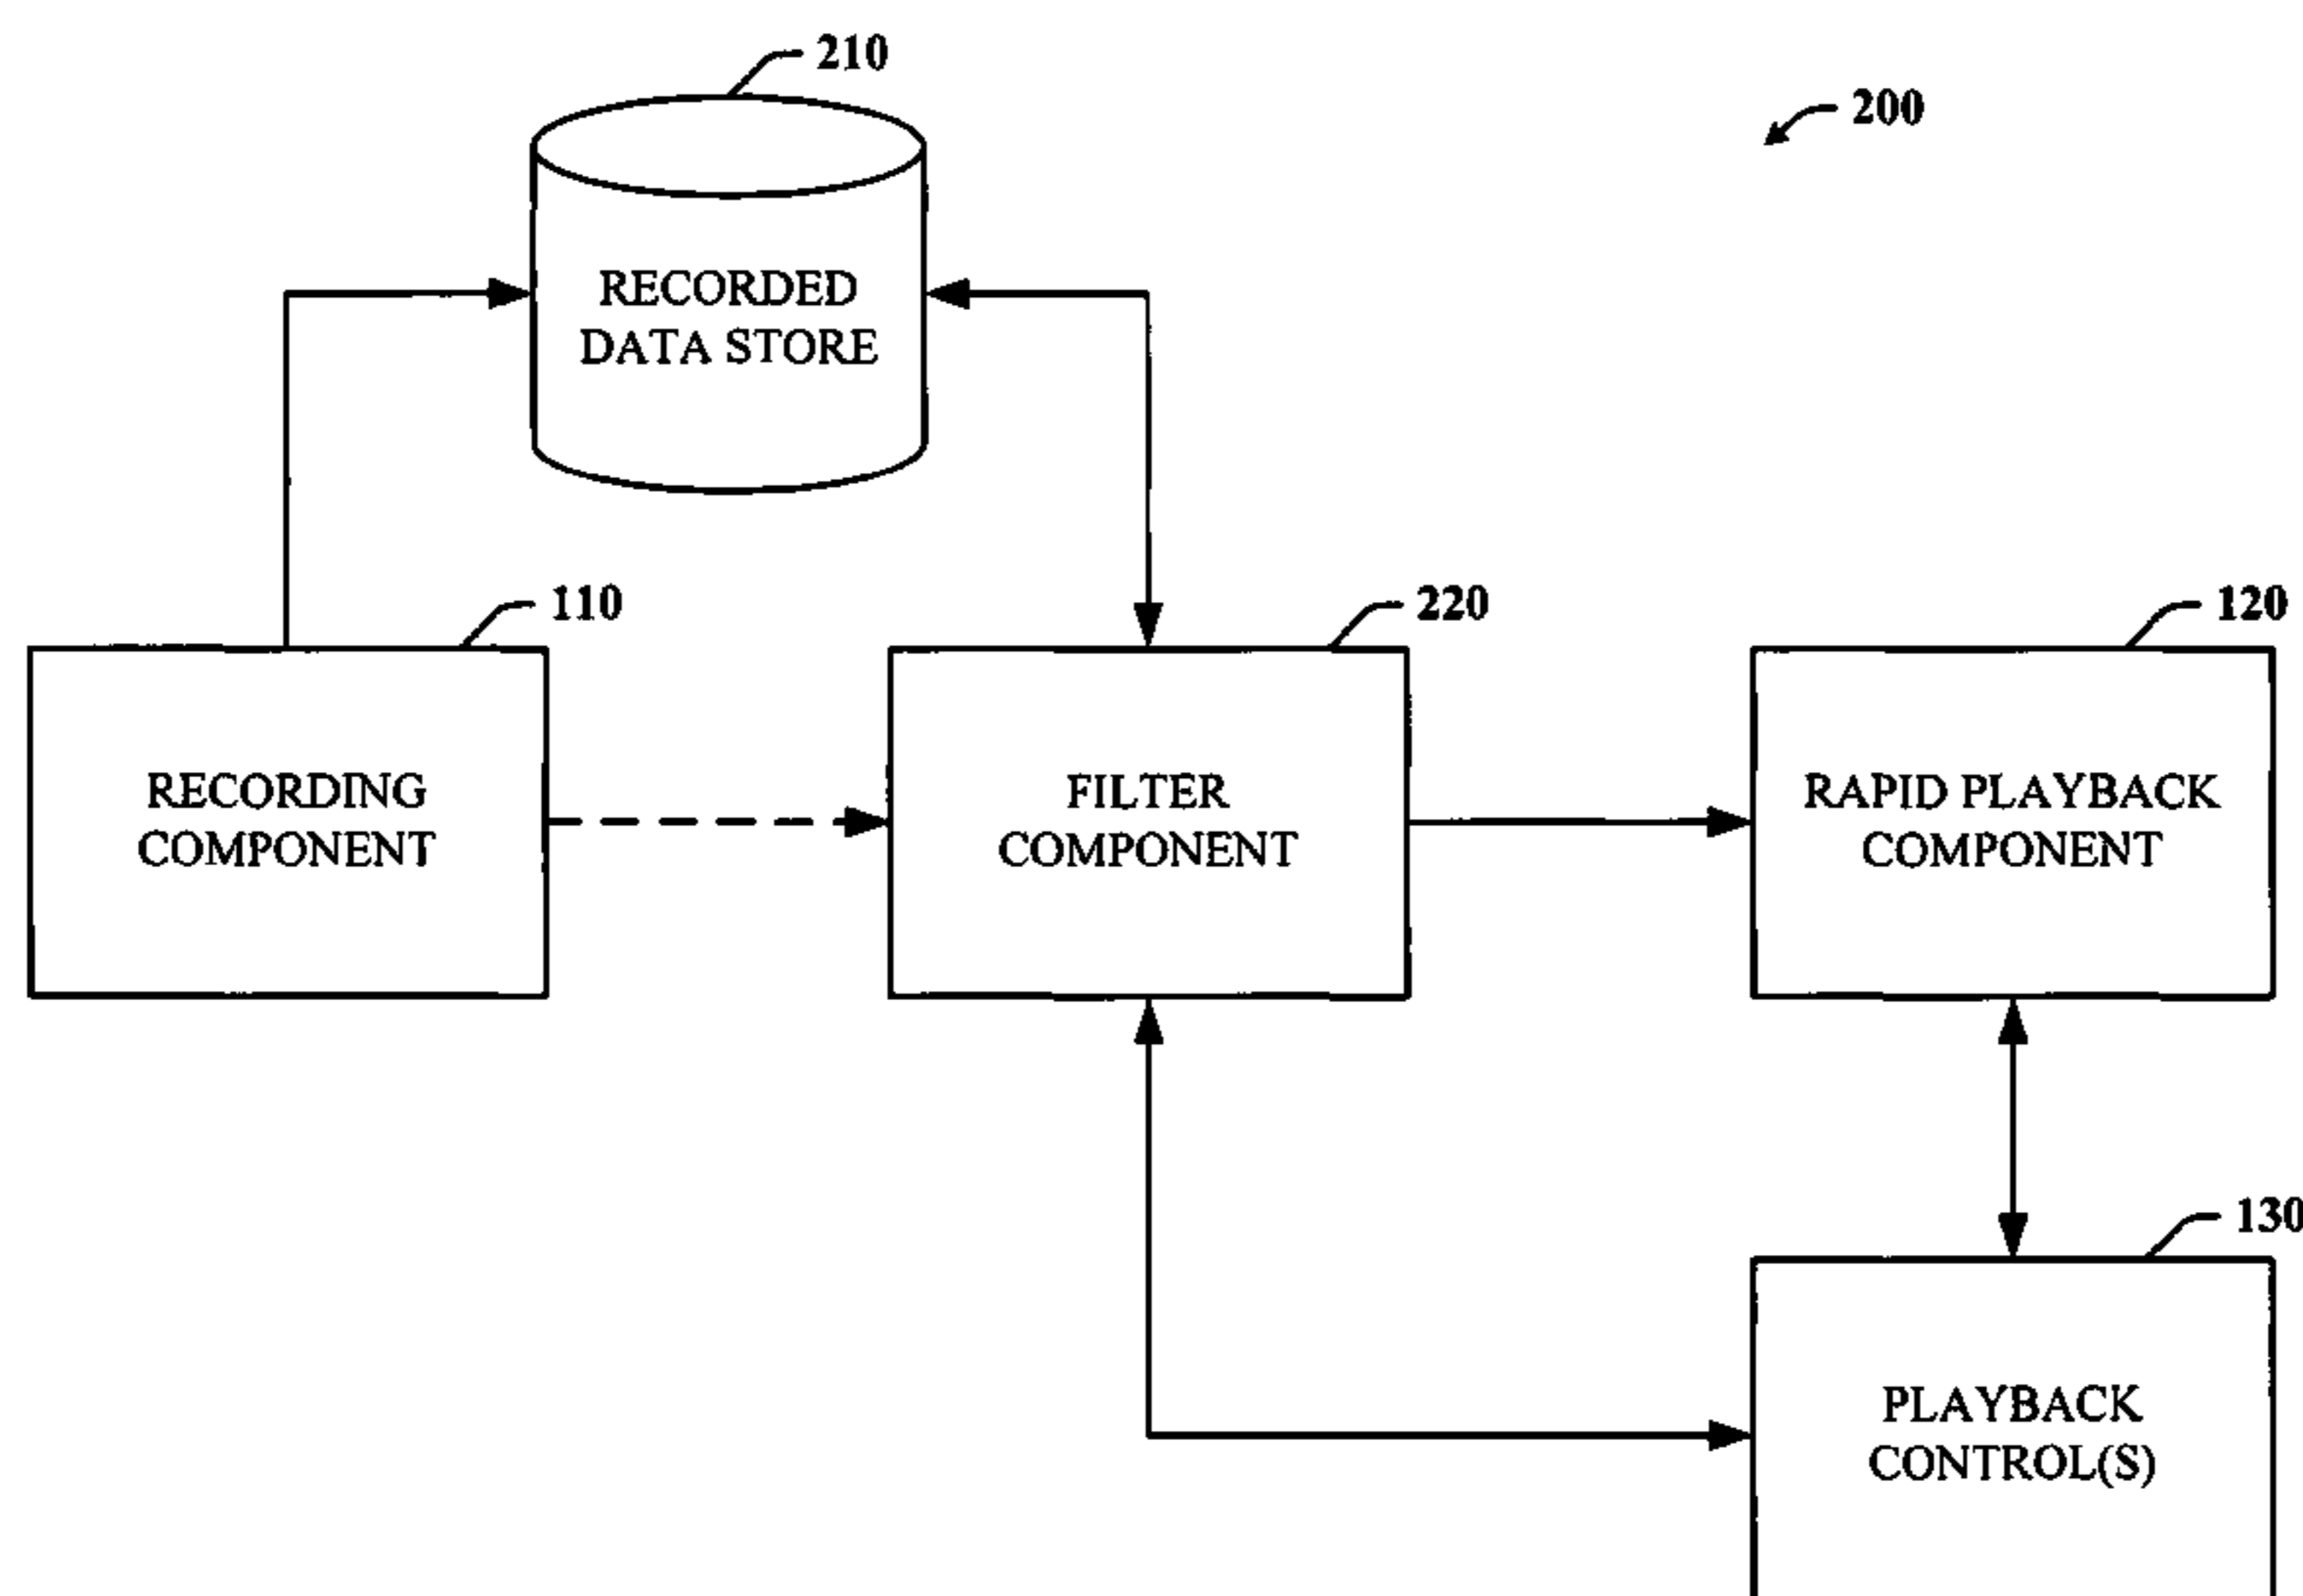 210
200
RECORDED
DATA STORE
110
220
120
RECORDING
COMPONENT
FILTER
COMPONENT
RAPID PLAYBACK
COMPONENT
130
PLAYBACK
CONTROL(S)